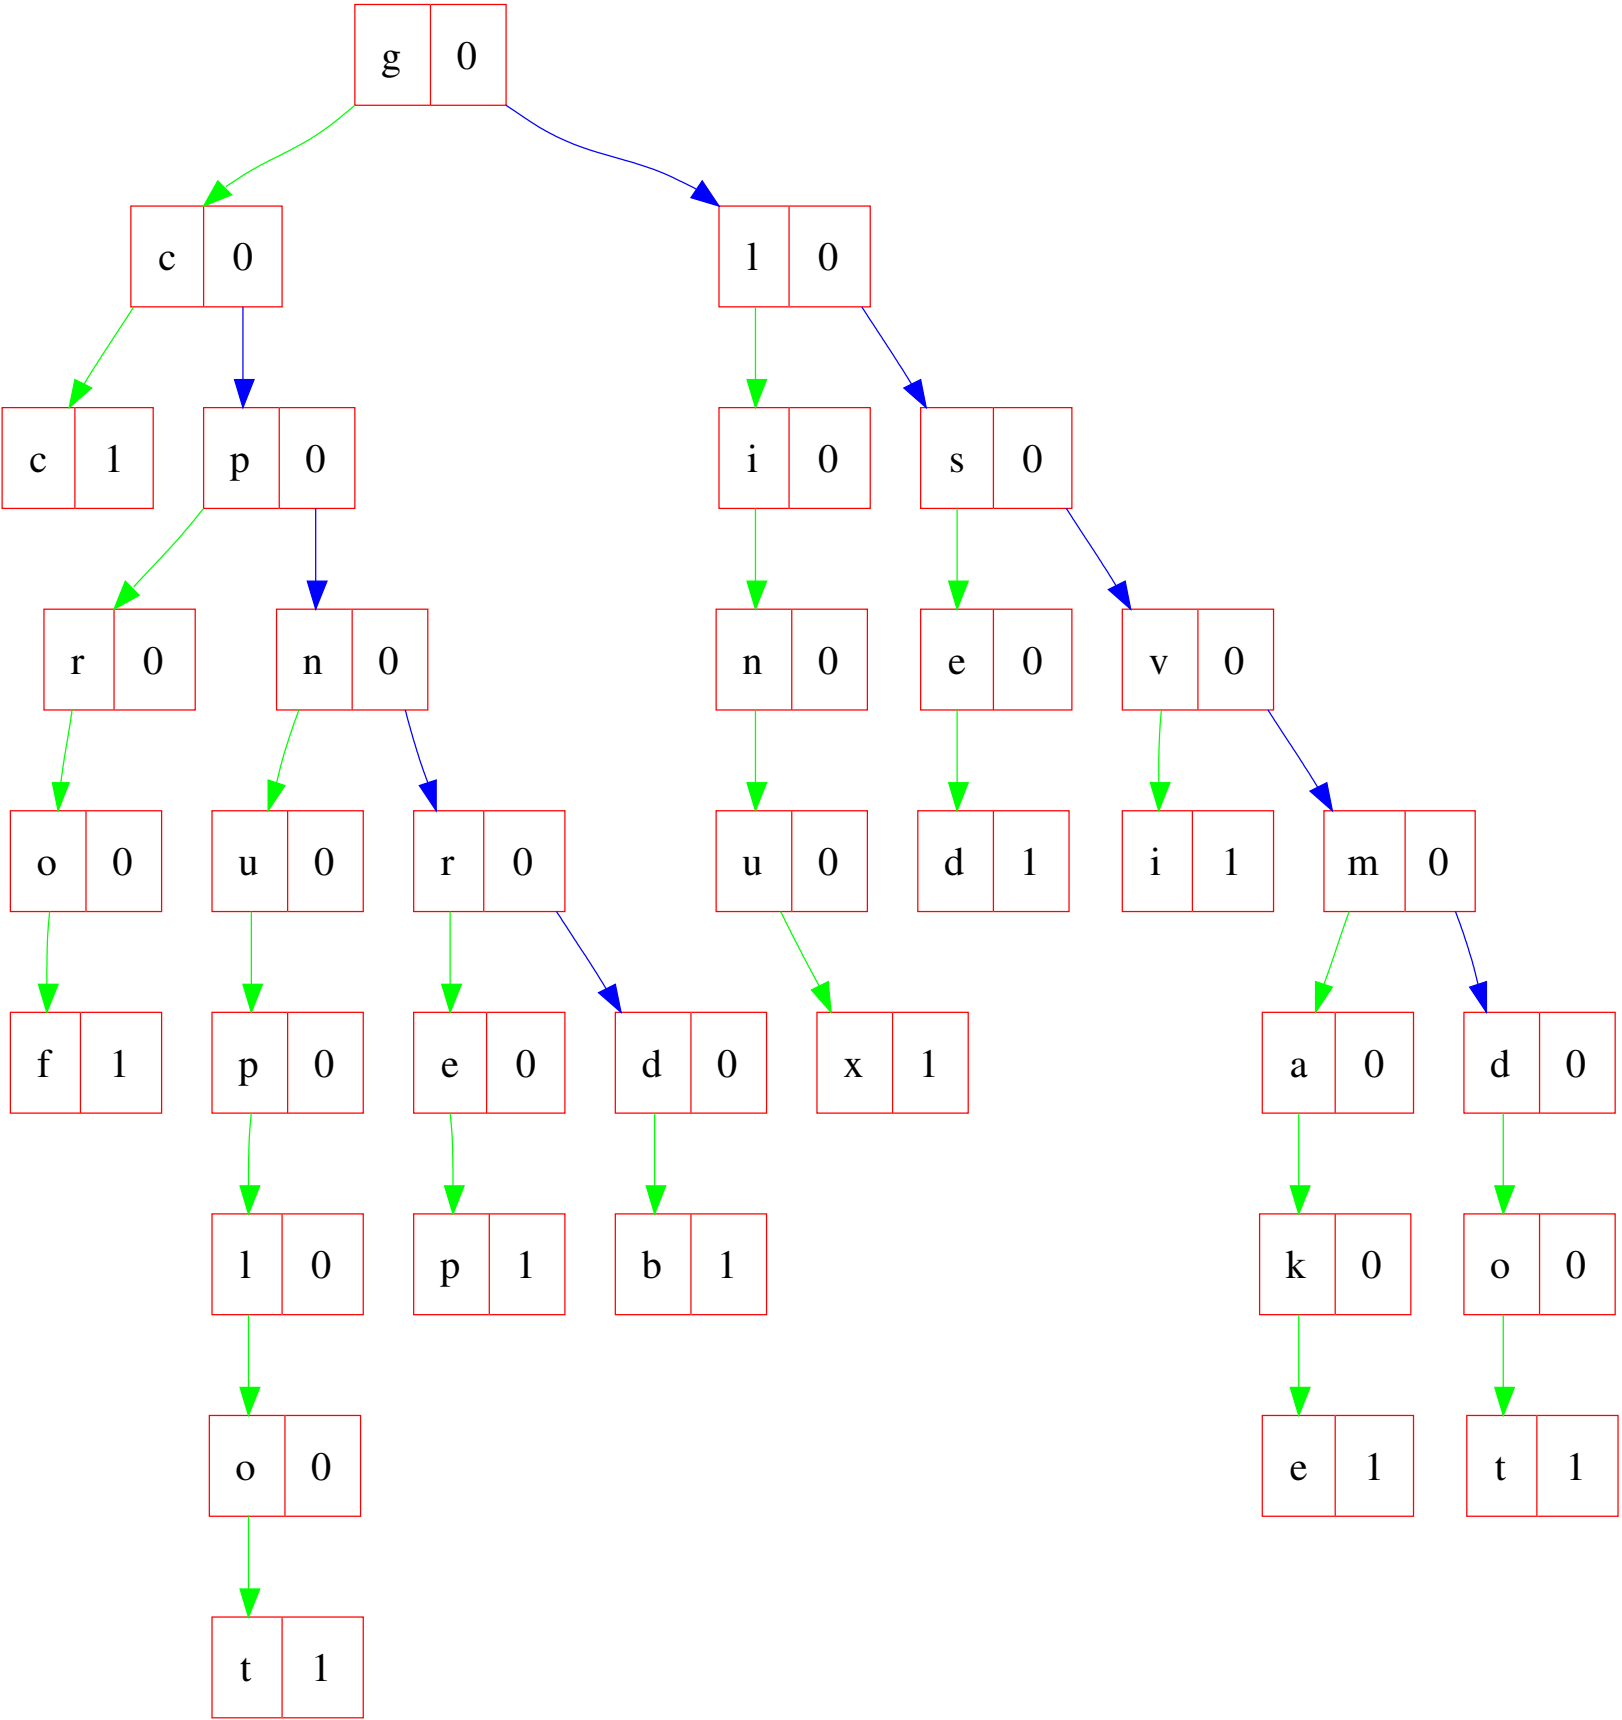 g 0
c 0 l 0
c 1 p 0 i 0 s 0
r 0 n 0 n 0 e 0 v 0
o 0 u 0 r 0 u 0 d 1 i 1 m 0
f 1 p 0 e 0 d 0 x 1 a 0 d 0
l 0 p 1 b 1 k 0 o 0
o 0 e 1 t 1
t 1